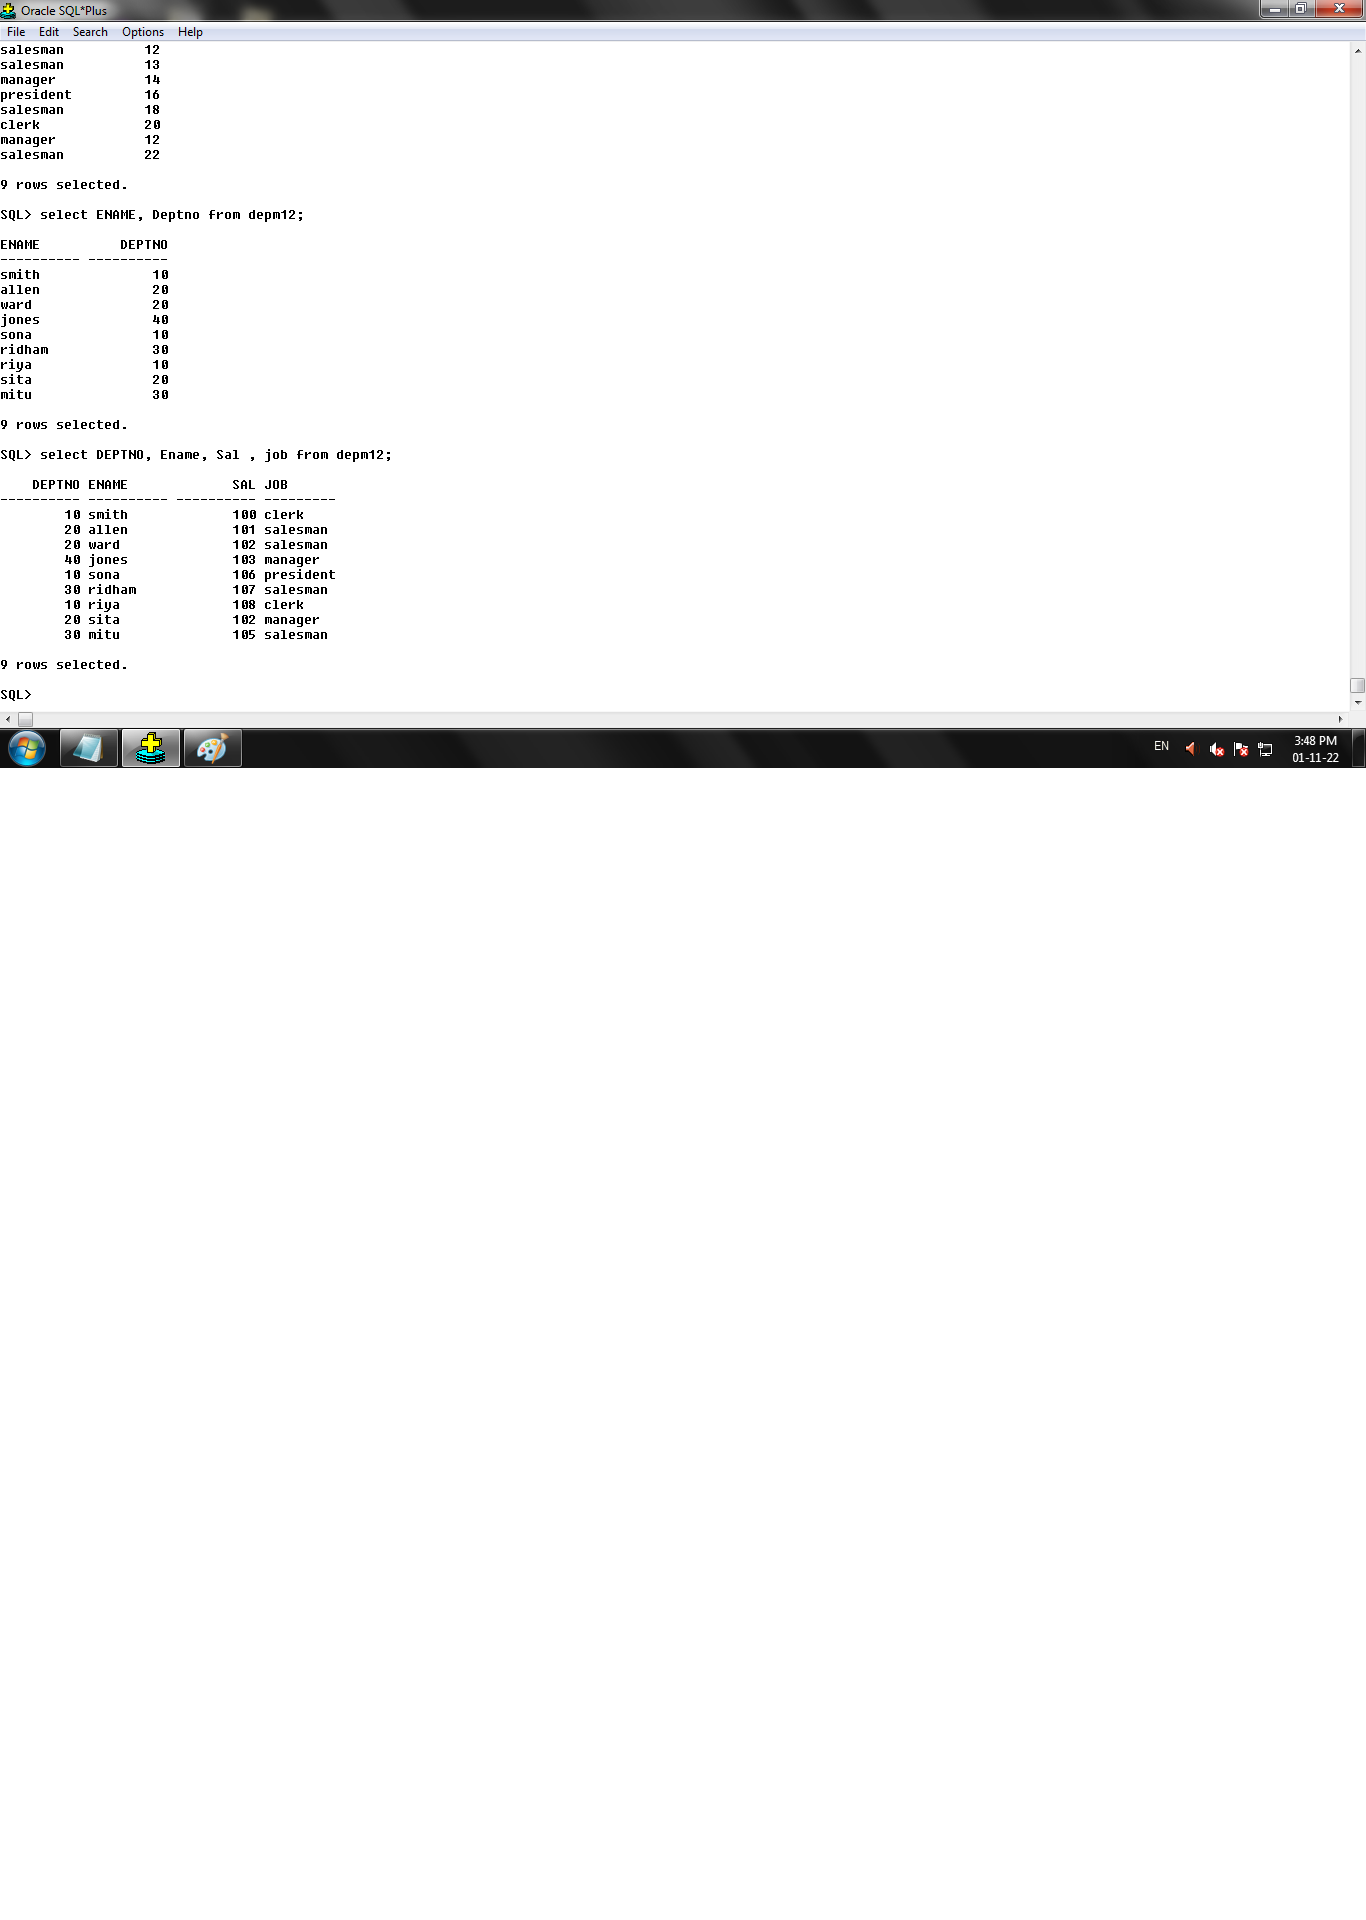 Oracle SQL*Plus
File Edit Search Options Help
salesman          12
salesman          13
manager           14
president         16
salesman          18
clerk             20
manager           12
salesman          22
9 rows selected.
SQL> select ENAME, Deptno from depm12;
ENAME          DEPTNO
---------- ----------
smith              10
allen              20
ward               20
jones              40
sona               10
ridham             30
riya               10
sita               20
mitu               30
9 rows selected.
SQL> select DEPTNO, Ename, Sal , job from depm12;
    DEPTNO ENAME             SAL JOB
---------- ---------- ---------- ---------
        10 smith             100 clerk
        20 allen             101 salesman
        20 ward              102 salesman
        40 jones             103 manager
        10 sona              106 president
        30 ridham            107 salesman
        10 riya              108 clerk
        20 sita              102 manager
        30 mitu              105 salesman
9 rows selected.
SQL>
EN
3:48 PM
01-11-22